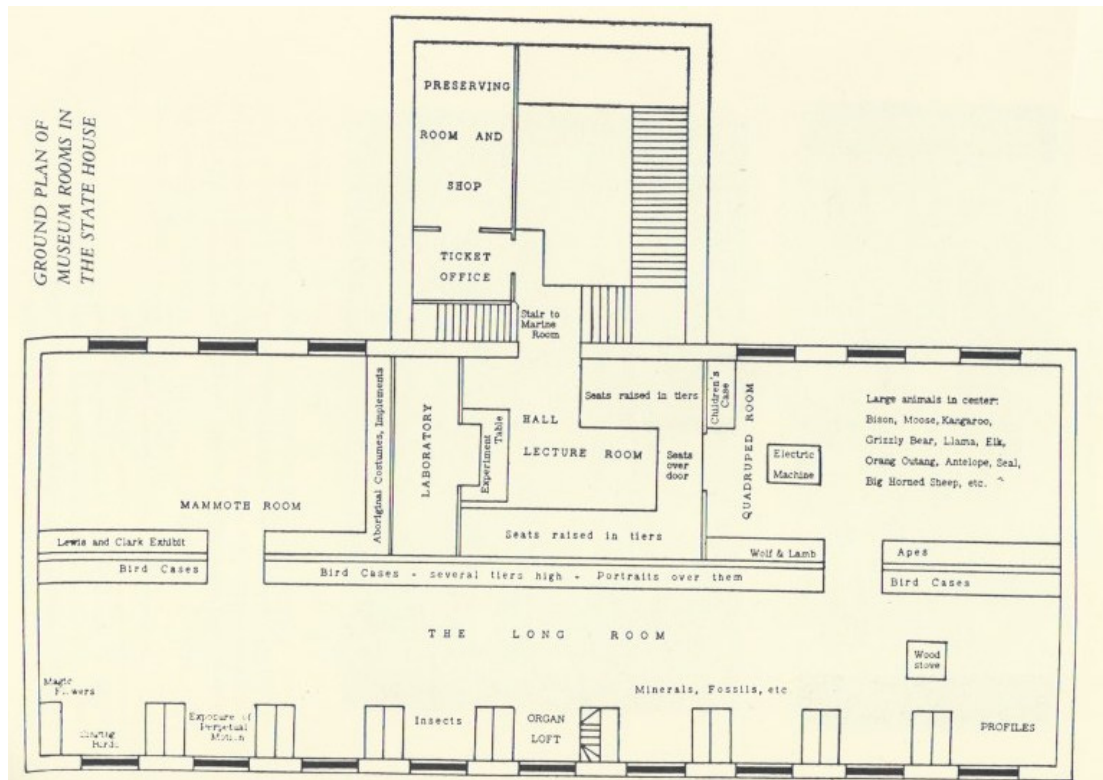 GROUND PLAN OF
MUSEUM ROOMS IN
THE STATE HOUSE
PRESERVING
ROOM AND
SHOP
TICKET
OFFICE
Stair to
Marine
Room
Aboriginal Costumes, Implements
LABORATORY
Experiment
Table
HALL
LECTURE ROOM
Seats raised in tiers
Seats
over
door
Seats raised in tiers
Children's
Case
QUADRUPED ROOM
Electric
Machine
Large animals in center:
Bison, Moose, Kangaroo,
Grizzly Bear, Llama, Elk,
Orang Outang, Antelope, Seal,
Big Horned Sheep, etc.
MAMMOTE ROOM
Lewis and Clark Exhibit
Bird Cases
Bird Cases - several tiers high - Portraits over them
Wolf & Lamb
Apes
Bird Cases
THE LONG ROOM
Wood
stove
Magic
Minerals, Fossils, etc
Exposure of
Perpetual
Motion
Insects
ORGAN
LOFT
PROFILES